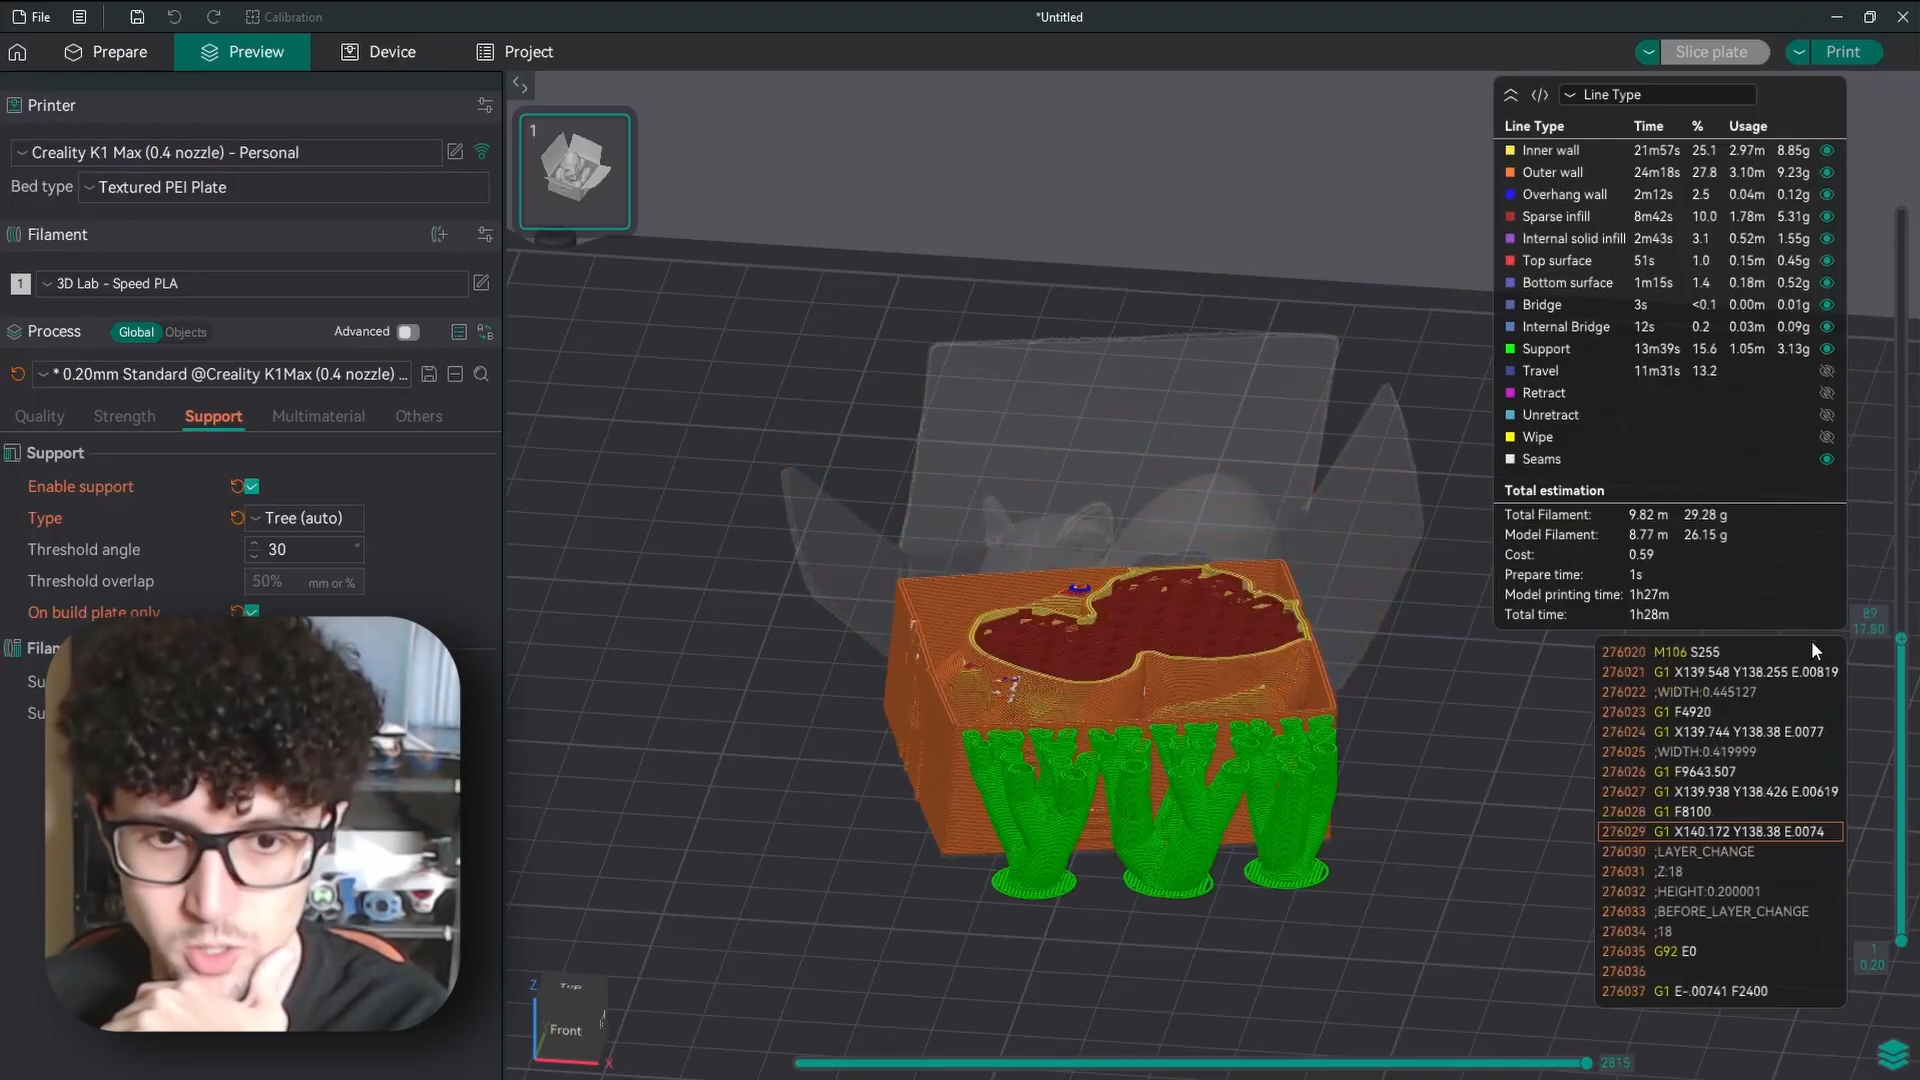 File
Calibration
*Untitled
Prepare
Preview
Device
Project
Slice plate
Print
Printer
Creality K1 Max (0.4 nozzle) - Personal
Bed type
Textured PEI Plate
Filament
1
3D Lab - Speed PLA
Process
Global
Objects
Advanced
* 0.20mm Standard @Creality K1Max (0.4 nozzle) ...
Quality
Strength
Support
Multimaterial
Others
Support
Enable support
Type
Tree (auto)
Threshold angle
30
°
Threshold overlap
50%
mm or %
On build plate only
Filam
Su
Su
1
Line Type
Line Type Time % Usage
Inner wall 21m57s 25.1 2.97m 8.85g
Outer wall 24m18s 27.8 3.10m 9.23g
Overhang wall 2m12s 2.5 0.04m 0.12g
Sparse infill 8m42s 10.0 1.78m 5.31g
Internal solid infill 2m43s 3.1 0.52m 1.55g
Top surface 51s 1.0 0.15m 0.45g
Bottom surface 1m15s 1.4 0.18m 0.52g
Bridge 3s <0.1 0.00m 0.01g
Internal Bridge 12s 0.2 0.03m 0.09g
Support 13m39s 15.6 1.05m 3.13g
Travel 11m31s 13.2
Retract
Unretract
Wipe
Seams
Total estimation
Total Filament: 9.82 m 29.28 g
Model Filament: 8.77 m 26.15 g
Cost: 0.59
Prepare time: 1s
Model printing time: 1h27m
Total time: 1h28m
89
17.80
276020 M106 S255
276021 G1 X139.548 Y138.255 E.00819
276022 ;WIDTH:0.445127
276023 G1 F4920
276024 G1 X139.744 Y138.38 E.0077
276025 ;WIDTH:0.419999
276026 G1 F9643.507
276027 G1 X139.938 Y138.426 E.00619
276028 G1 F8100
276029 G1 X140.172 Y138.38 E.0074
276030 ;LAYER_CHANGE
276031 ;Z:18
276032 ;HEIGHT:0.200001
276033 ;BEFORE_LAYER_CHANGE
276034 ;18
276035 G92 E0
276036
276037 G1 E-.00741 F2400
1
0.20
Z
Top
Front
X
2815